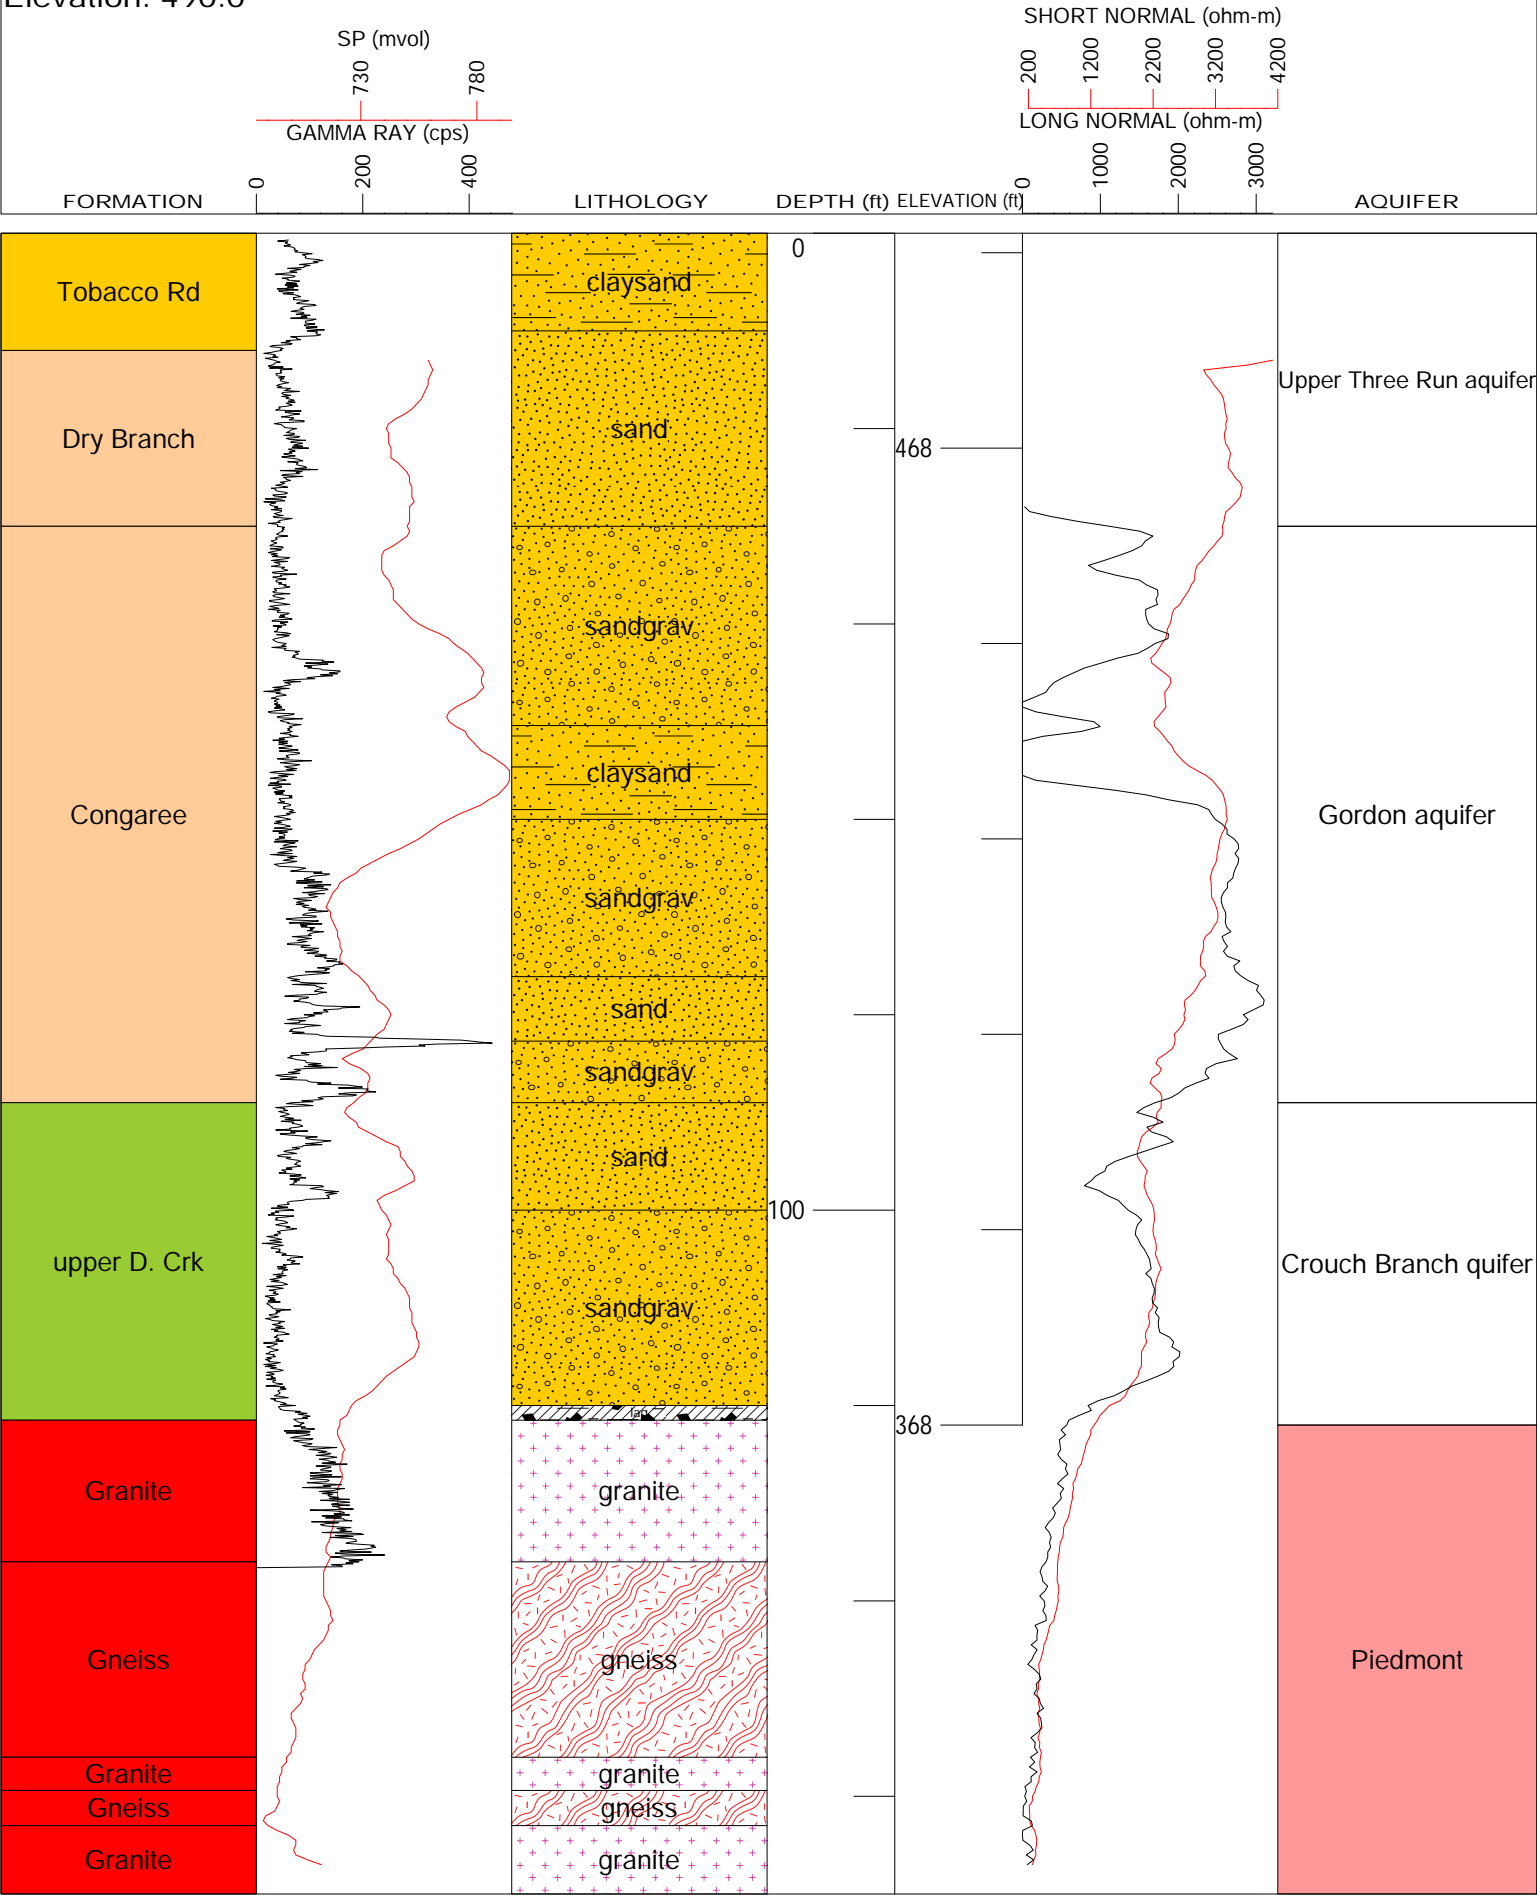 SHORT NORMAL (ohm-m)
SP (mvol)
730
780
200
1200
2200
3200
4200
GAMMA RAY (cps)
LONG NORMAL (ohm-m)
0
200
400
0
1000
2000
3000
FORMATION
LITHOLOGY
DEPTH (ft)
ELEVATION (ft)
AQUIFER
0
Tobacco Rd
claysand
Upper Three Run aquifer
Dry Branch
sand
468
sandgrav
claysand
Congaree
Gordon aquifer
sandgrav
sand
sandgrav
sand
100
upper D. Crk
Crouch Branch quifer
sandgrav
368
Granite
granite
Gneiss
gneiss
Piedmont
Granite
granite
Gneiss
gneiss
Granite
granite